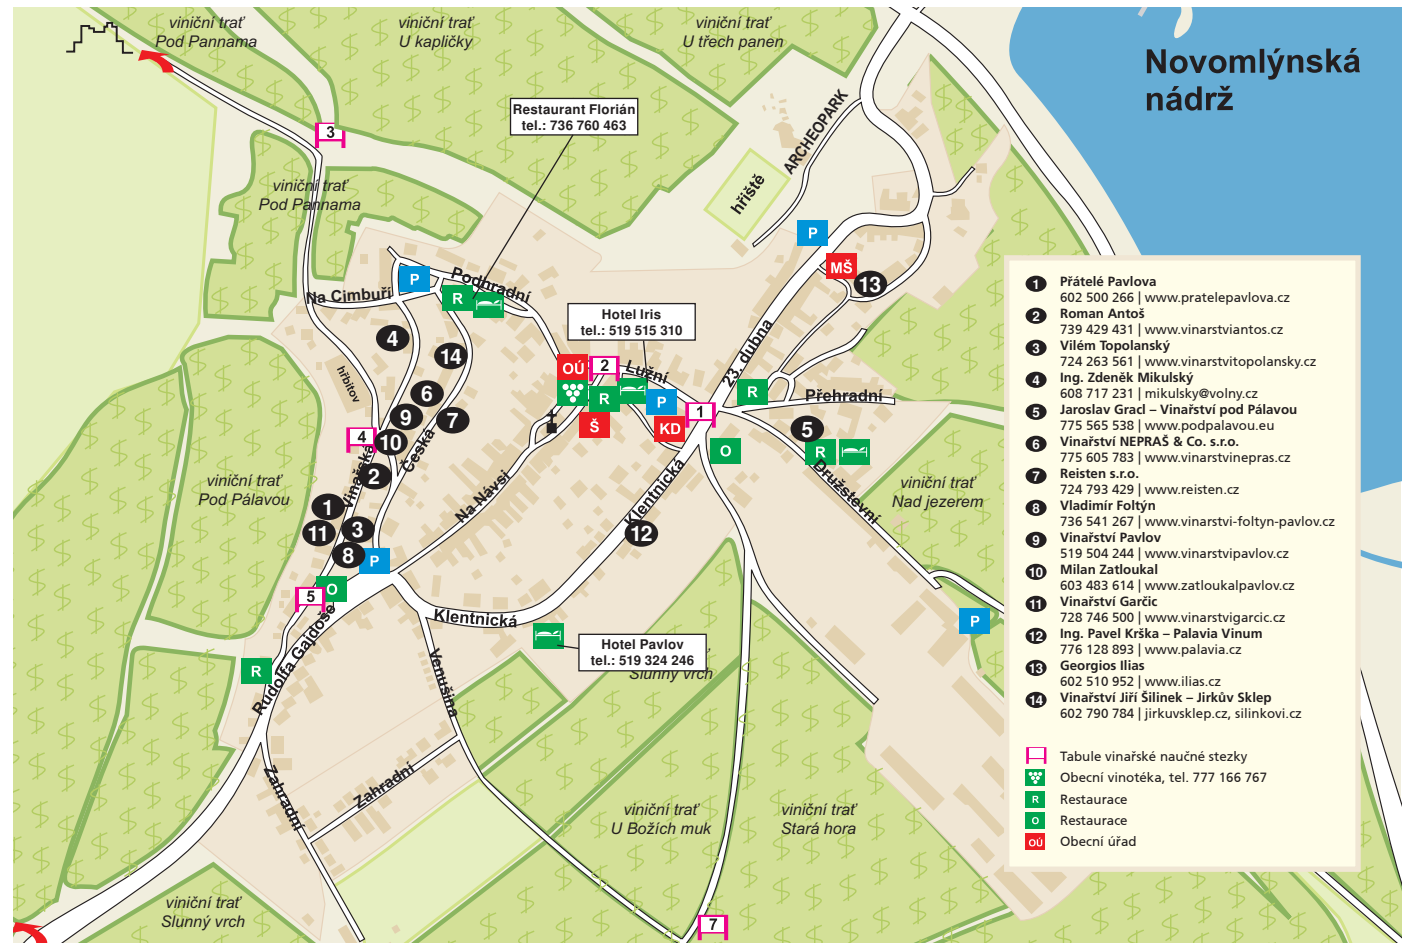 viniční trať
Pod Pannama
viniční trať
U kapličky
viniční trať
U třech panen
Novomlýnská
nádrž
3
Restaurant Florián
tel.: 736 760 463
ARCHEOPARK
hřiště
viniční trať
Pod Pannama
P
MŠ
13
P
Podhradní
Na Cimbuří
R
4
14
Hotel Iris
tel.: 519 515 310
23. dubna
OÚ
2
Lužní
hřbitov
6
R
P
R
Přehradní
9
7
Š
KD
1
4
10
Česká
5
O
R
Vinařská
2
Na Návsi
Družstevní
viniční trať
Pod Pálavou
viniční trať
Nad jezerem
1
11
3
Klentnická
12
8
P
O
5
Rudolfa Gajdoše
Klentnická
P
R
Hotel Pavlov
tel.: 519 324 246
Slunný vrch
Venušina
Zahradní
Zahradní
viniční trať
U Božích muk
viniční trať
Stará hora
viniční trať
Slunný vrch
7
1 Přátelé Pavlova
602 500 266 | www.pratelepavlova.cz
2 Roman Antoš
739 429 431 | www.vinarstviantos.cz
3 Vilém Topolanský
724 263 561 | www.vinarstvitopolansky.cz
4 Ing. Zdeněk Mikulský
608 717 231 | mikulsky@volny.cz
5 Jaroslav Gracl – Vinařství pod Pálavou
775 565 538 | www.podpalavou.eu
6 Vinařství NEPRAŠ & Co. s.r.o.
775 605 783 | www.vinarstvinepras.cz
7 Reisten s.r.o.
724 793 429 | www.reisten.cz
8 Vladimír Foltýn
736 541 267 | www.vinarstvi-foltyn-pavlov.cz
9 Vinařství Pavlov
519 504 244 | www.vinarstvipavlov.cz
10 Milan Zatloukal
603 483 614 | www.zatloukalpavlov.cz
11 Vinařství Garčic
728 746 500 | www.vinarstvigarcic.cz
12 Ing. Pavel Krška – Palavia Vinum
776 128 893 | www.palavia.cz
13 Georgios Ilias
602 510 952 | www.ilias.cz
14 Vinařství Jiří Šilinek – Jirkův Sklep
602 790 784 | jirkuvsklep.cz, silinkovi.cz
Tabule vinařské naučné stezky
Obecní vinotéka, tel. 777 166 767
R Restaurace
O Restaurace
OÚ Obecní úřad